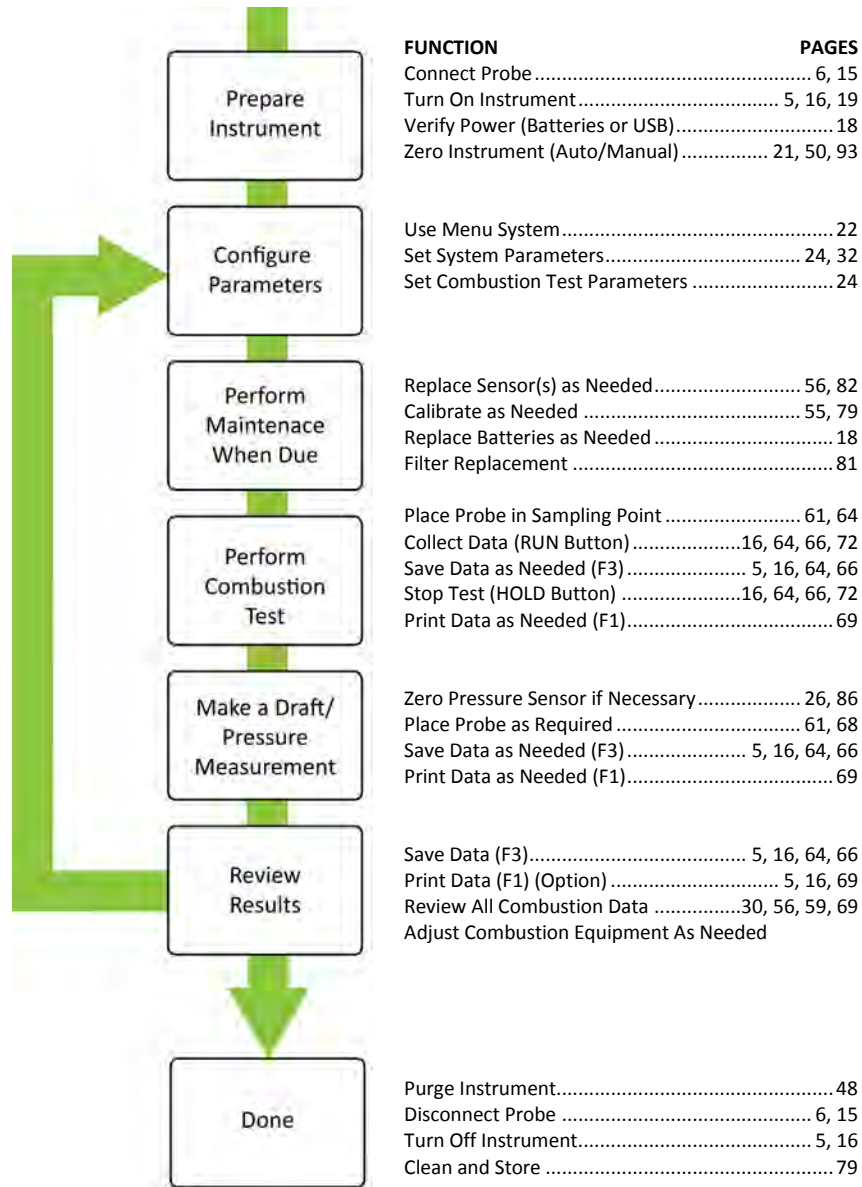 FUNCTION PAGES
Prepare
Instrument
Connect Probe ................................................. 6, 15
Turn On Instrument ................................... 5, 16, 19
Verify Power (Batteries or USB) ............................ 18
Zero Instrument (Auto/Manual) ................ 21, 50, 93
Configure
Parameters
Use Menu System ................................................ 22
Set System Parameters ................................... 24, 32
Set Combustion Test Parameters ......................... 24
Perform
Maintenace
When Due
Replace Sensor(s) as Needed .......................... 56, 82
Calibrate as Needed ....................................... 55, 79
Replace Batteries as Needed ................................ 18
Filter Replacement .............................................. 81
Perform
Combustion
Test
Place Probe in Sampling Point ........................ 61, 64
Collect Data (RUN Button) ...................16, 64, 66, 72
Save Data as Needed (F3) ..................... 5, 16, 64, 66
Stop Test (HOLD Button) .....................16, 64, 66, 72
Print Data as Needed (F1) .................................... 69
Make a Draft/
Pressure
Measurement
Zero Pressure Sensor if Necessary .................. 26, 86
Place Probe as Required ................................. 61, 68
Save Data as Needed (F3) ..................... 5, 16, 64, 66
Print Data as Needed (F1) .................................... 69
Review
Results
Save Data (F3) ...................................... 5, 16, 64, 66
Print Data (F1) (Option) .............................. 5, 16, 69
Review All Combustion Data ................30, 56, 59, 69
Adjust Combustion Equipment As Needed
Done
Purge Instrument ................................................. 48
Disconnect Probe ............................................ 6, 15
Turn Off Instrument ......................................... 5, 16
Clean and Store ................................................... 79